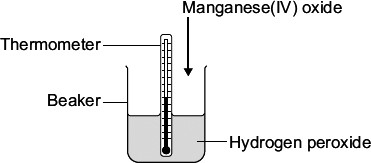 Manganese(IV) oxide
Thermometer
Beaker
Hydrogen peroxide